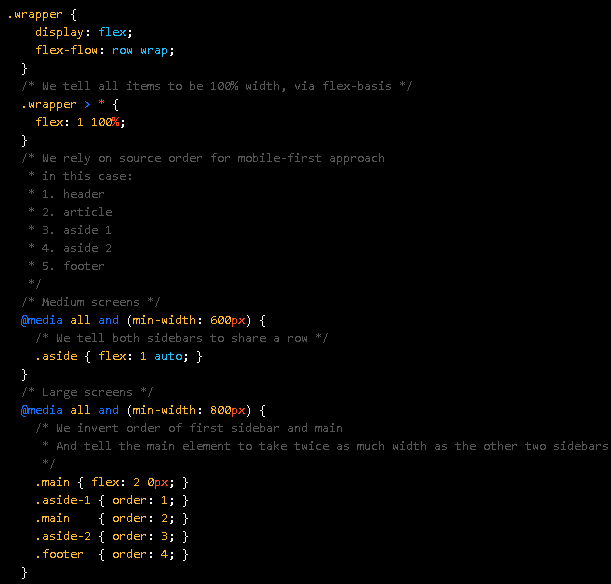 .wrapper {
display: flex;
flex-flow: row wrap;
}
/* We tell all items to be 100% width, via flex-basis */
.wrapper > * {
flex: 1 100%;
}
/* We rely on source order for mobile-first approach
* in this case:
* 1. header
* 2. article
* 3. aside 1
* 4. aside 2
* 5. footer
*/
/* Medium screens */
@media all and (min-width: 600px) {
/* We tell both sidebars to share a row */
.aside { flex: 1 auto; }
}
/* Large screens */
@media all and (min-width: 800px) {
/* We invert order of first sidebar and main
* And tell the main element to take twice as much width as the other two sidebars
*/
.main { flex: 2 0px; }
.aside-1 { order: 1; }
.main    { order: 2; }
.aside-2 { order: 3; }
.footer  { order: 4; }
}